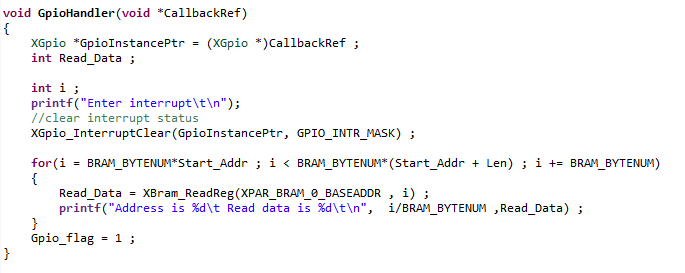 void GpioHandler(void *CallbackRef)
{
    XGpio *GpioInstancePtr = (XGpio *)CallbackRef ;
    int Read_Data ;

    int i ;
    printf("Enter interrupt\t\n");
    //clear interrupt status
    XGpio_InterruptClear(GpioInstancePtr, GPIO_INTR_MASK) ;

    for(i = BRAM_BYTENUM*Start_Addr ; i < BRAM_BYTENUM*(Start_Addr + Len) ; i += BRAM_BYTENUM)
    {
        Read_Data = XBram_ReadReg(XPAR_BRAM_0_BASEADDR , i) ;
        printf("Address is %d\t Read data is %d\t\n",  i/BRAM_BYTENUM ,Read_Data) ;
    }
    Gpio_flag = 1 ;
}